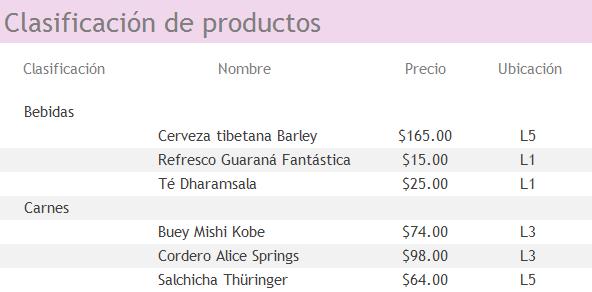 Clasificación de productos
Clasificación Nombre Precio Ubicación
Bebidas
Cerveza tibetana Barley $165.00 L5
Refresco Guaraná Fantástica $15.00 L1
Té Dharamsala $25.00 L1
Carnes
Buey Mishi Kobe $74.00 L3
Cordero Alice Springs $98.00 L3
Salchicha Thüringer $64.00 L5